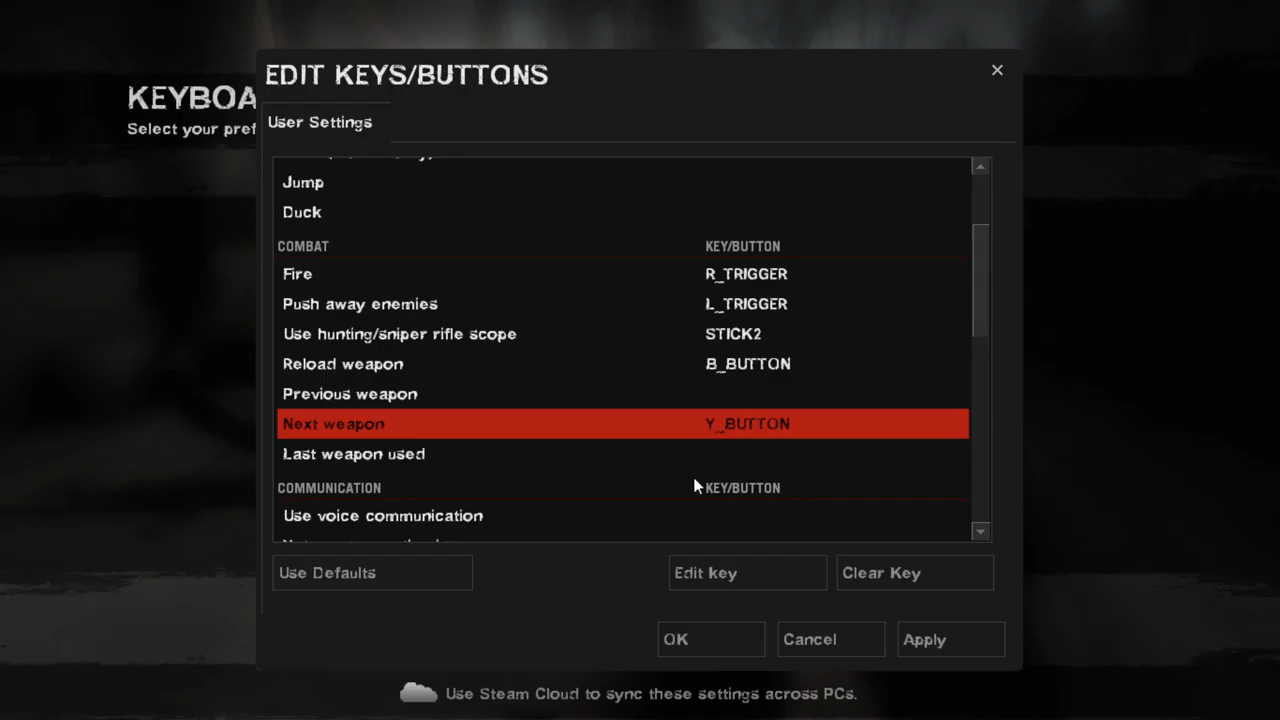 EDIT KEYS/BUTTONS
KEYBOA
Select your pref
User Settings
Jump
Duck
COMBAT KEY/BUTTON
Fire R_TRIGGER
Push away enemies L_TRIGGER
Use hunting/sniper rifle scope STICK2
Reload weapon B_BUTTON
Previous weapon
Next weapon Y_BUTTON
Last weapon used
COMMUNICATION KEY/BUTTON
Use voice communication
Use Defaults Edit key Clear Key
OK Cancel Apply
Use Steam Cloud to sync these settings across PCs.